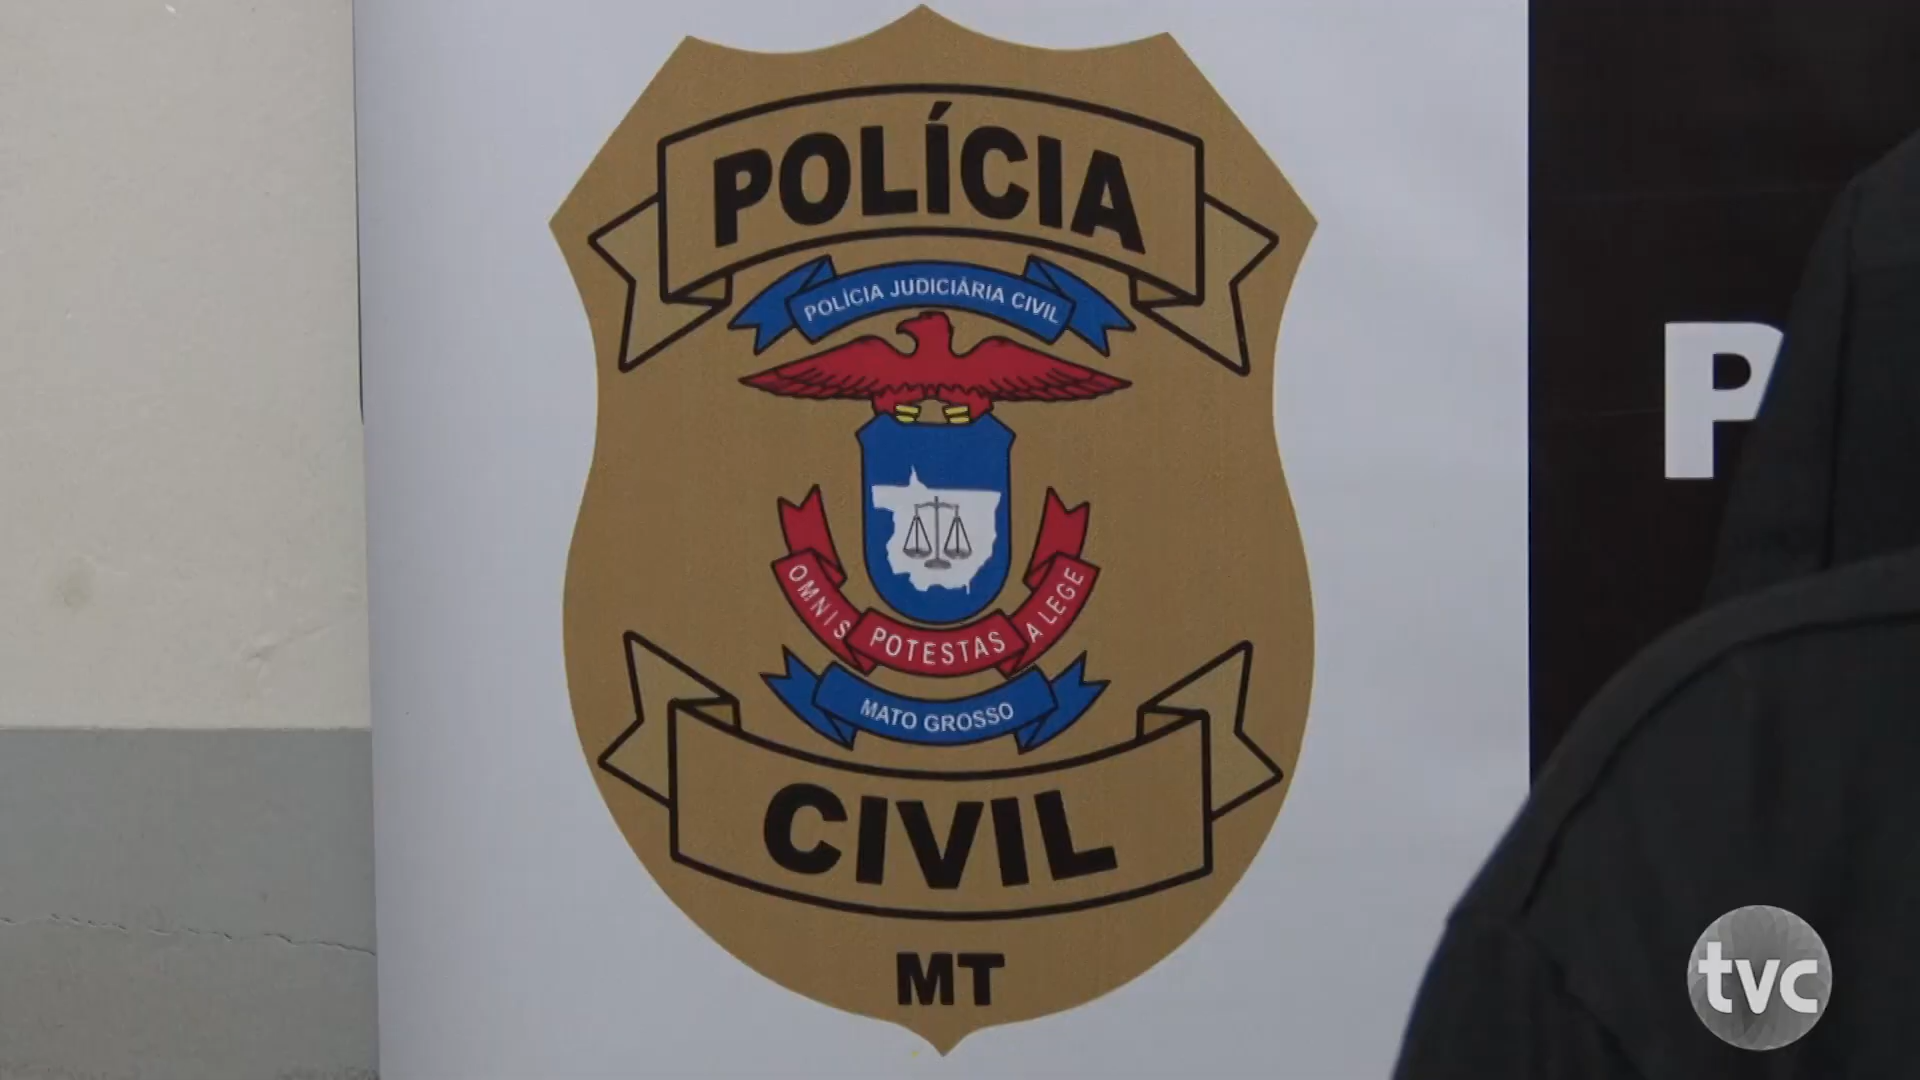 POLÍCIA
POLÍCIA JUDICIÁRIA CIVIL
OMNIS POTESTAS A LEGE
MATO GROSSO
CIVIL
MT
P
tvc